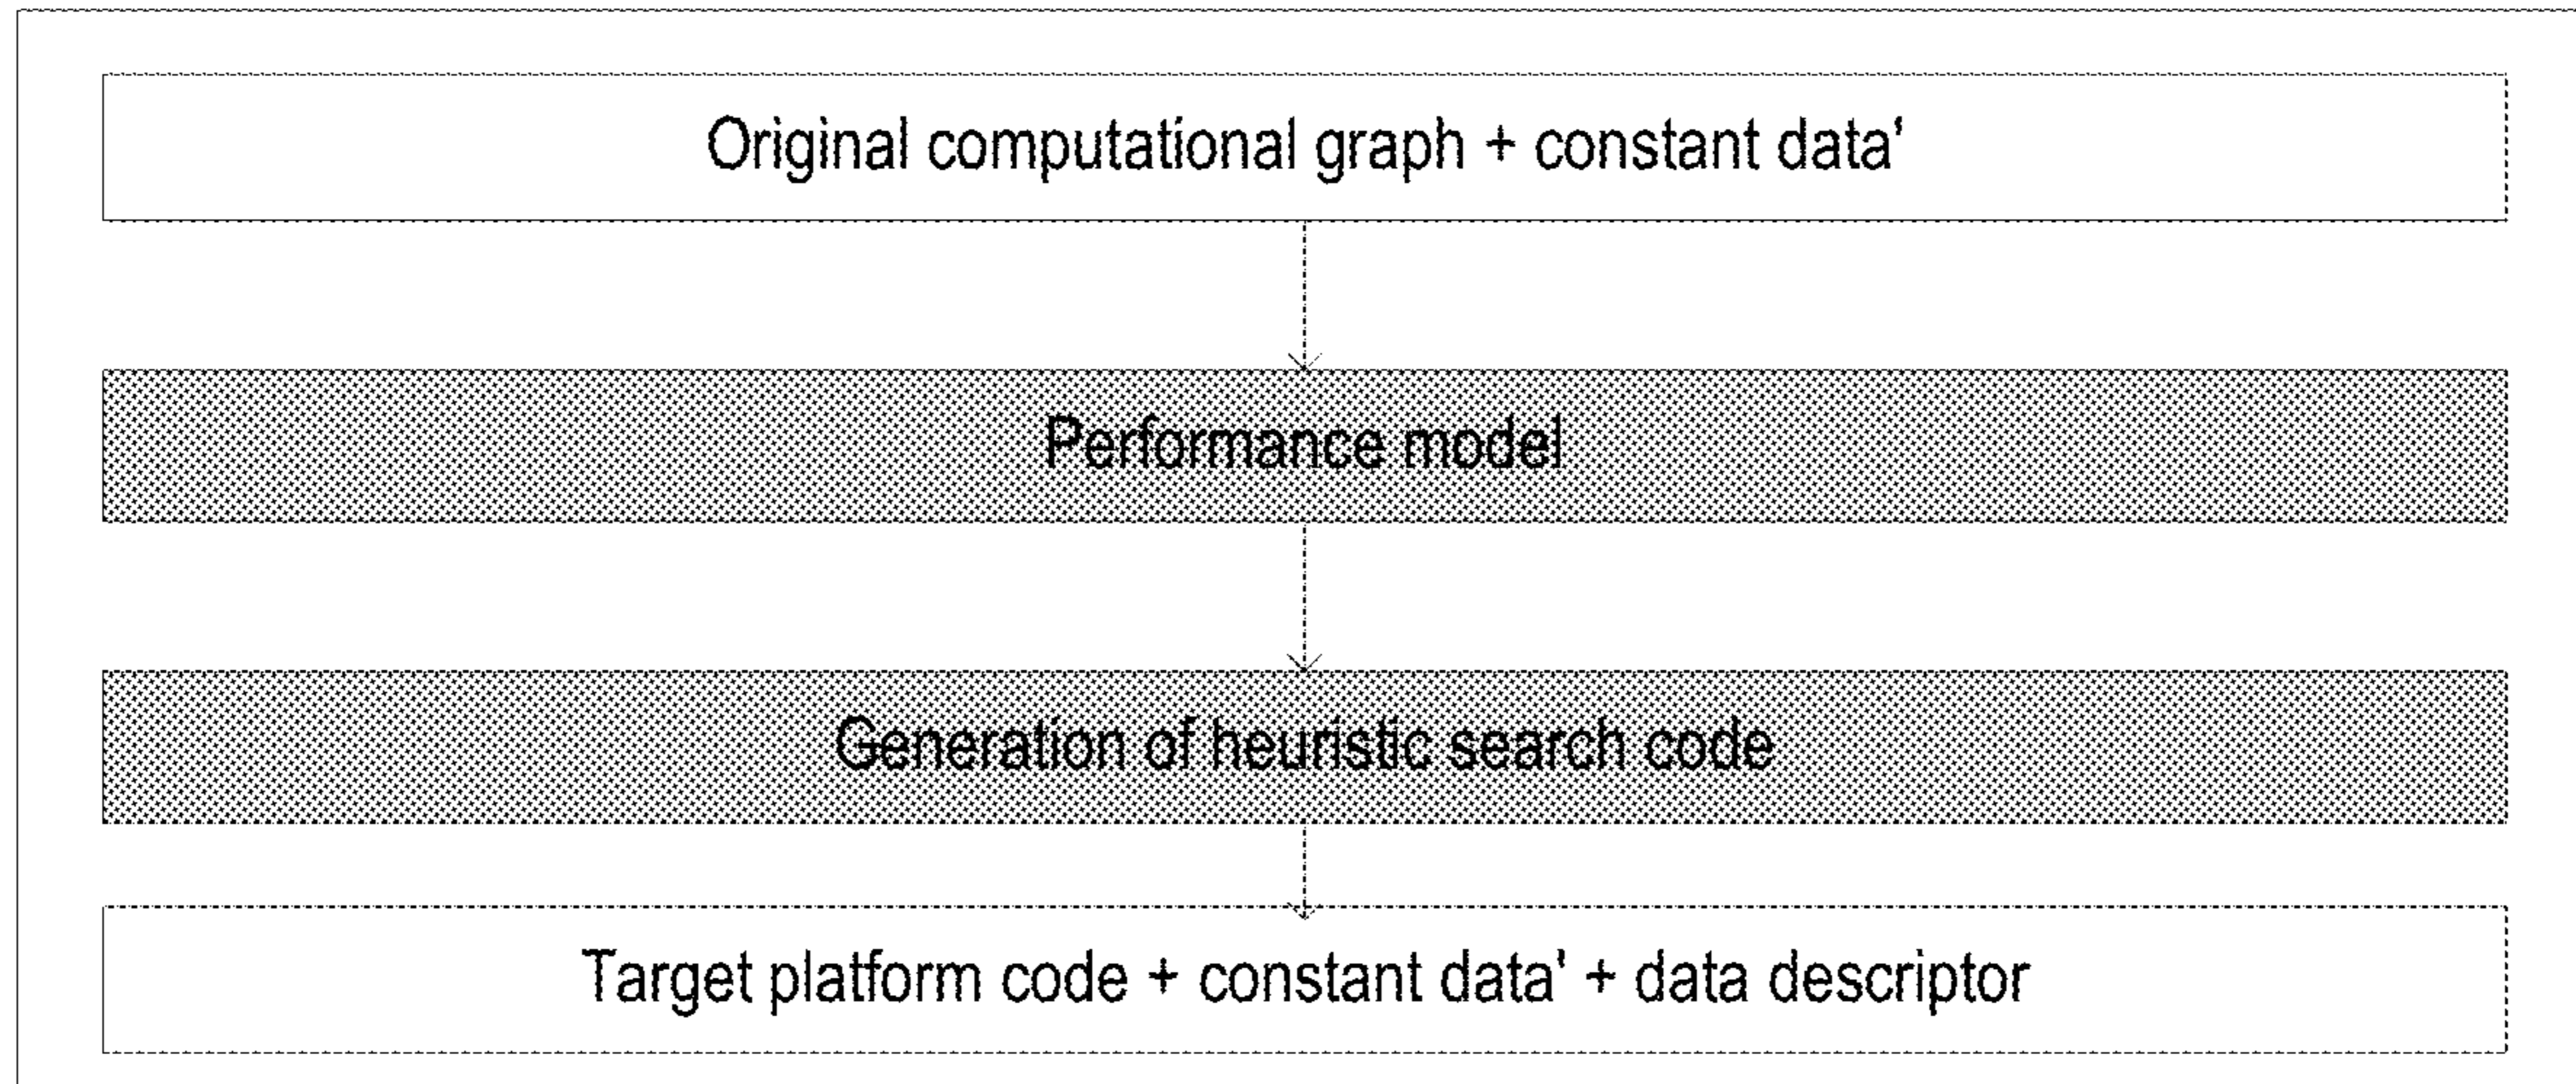 Original computational graph + constant data'
Performance model
Generation of heuristic search code
Target platform code + constant data' + data descriptor